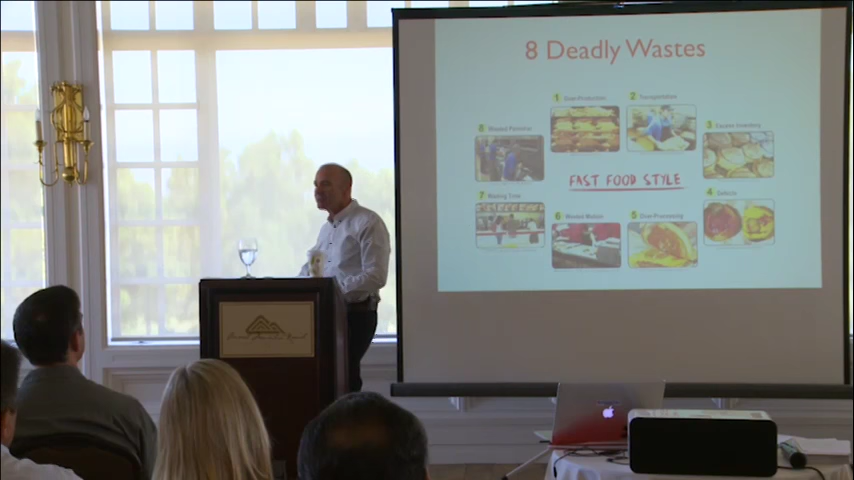 8 Deadly Wastes
1 Over-Production
2 Transportation
8 Wasted Potential
3 Excess Inventory
FAST FOOD STYLE
7 Waiting Time
4 Defects
6 Wasted Motion
5 Over-Processing